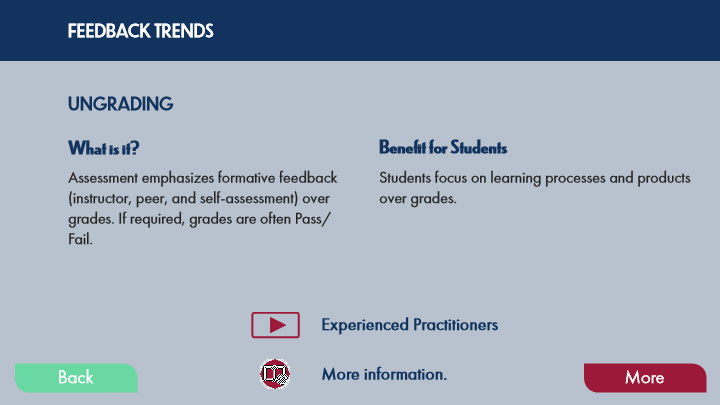 FEEDBACK TRENDS
UNGRADING
What is it?
Assessment emphasizes formative feedback
(instructor, peer, and self-assessment) over
grades. If required, grades are often Pass/
Fail.
Benefit for Students
Students focus on learning processes and products
over grades.
Experienced Practitioners
More information.
Back
More